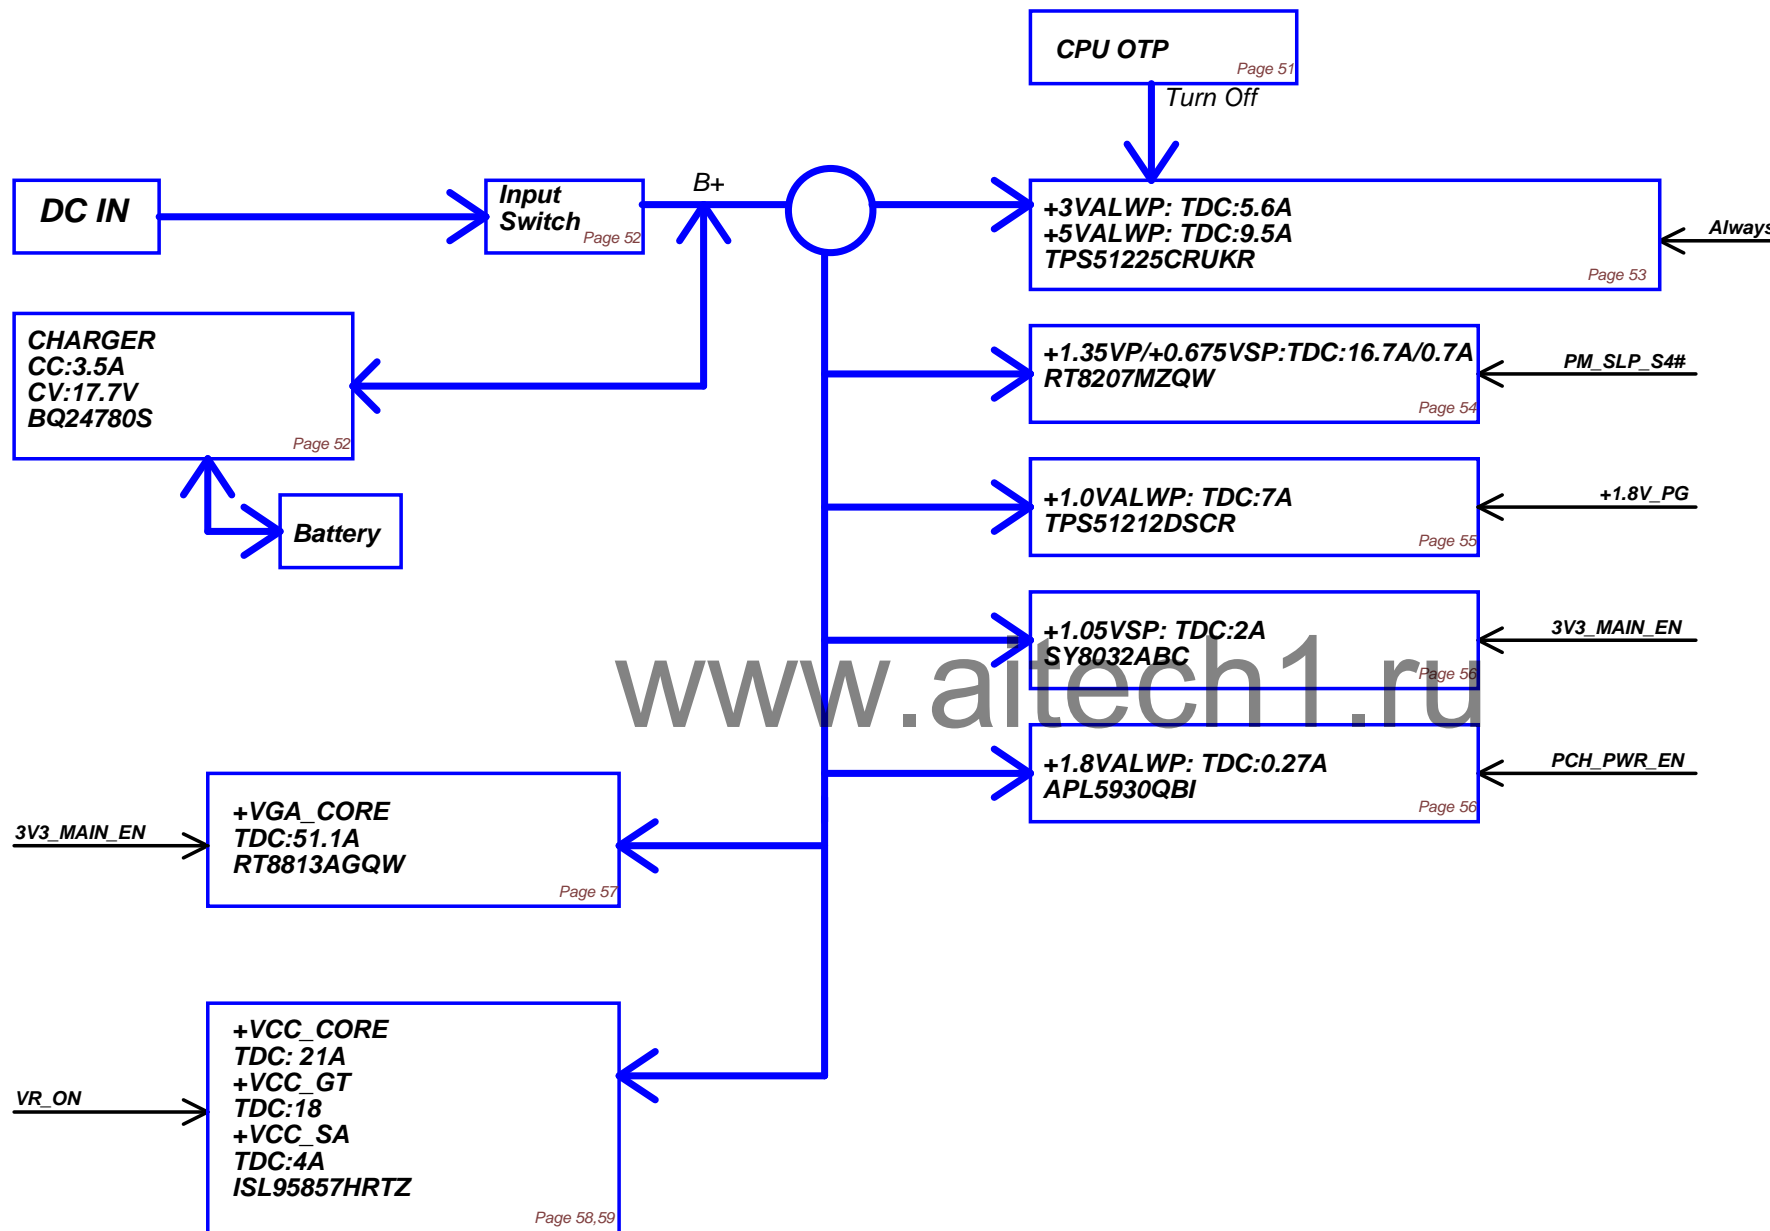 CPU OTP
Page 51
Turn Off
DC IN
Input
Switch
Page 52
B+
+3VALWP: TDC:5.6A
+5VALWP: TDC:9.5A
TPS51225CRUKR
Page 53
Always
CHARGER
CC:3.5A
CV:17.7V
BQ24780S
Page 52
Battery
+1.35VP/+0.675VSP:TDC:16.7A/0.7A
RT8207MZQW
Page 54
PM_SLP_S4#
+1.0VALWP: TDC:7A
TPS51212DSCR
Page 55
+1.8V_PG
+1.05VSP: TDC:2A
SY8032ABC
Page 56
3V3_MAIN_EN
www.aitech1.ru
+1.8VALWP: TDC:0.27A
APL5930QBI
Page 56
PCH_PWR_EN
3V3_MAIN_EN
+VGA_CORE
TDC:51.1A
RT8813AGQW
Page 57
VR_ON
+VCC_CORE
TDC: 21A
+VCC_GT
TDC:18
+VCC_SA
TDC:4A
ISL95857HRTZ
Page 58,59